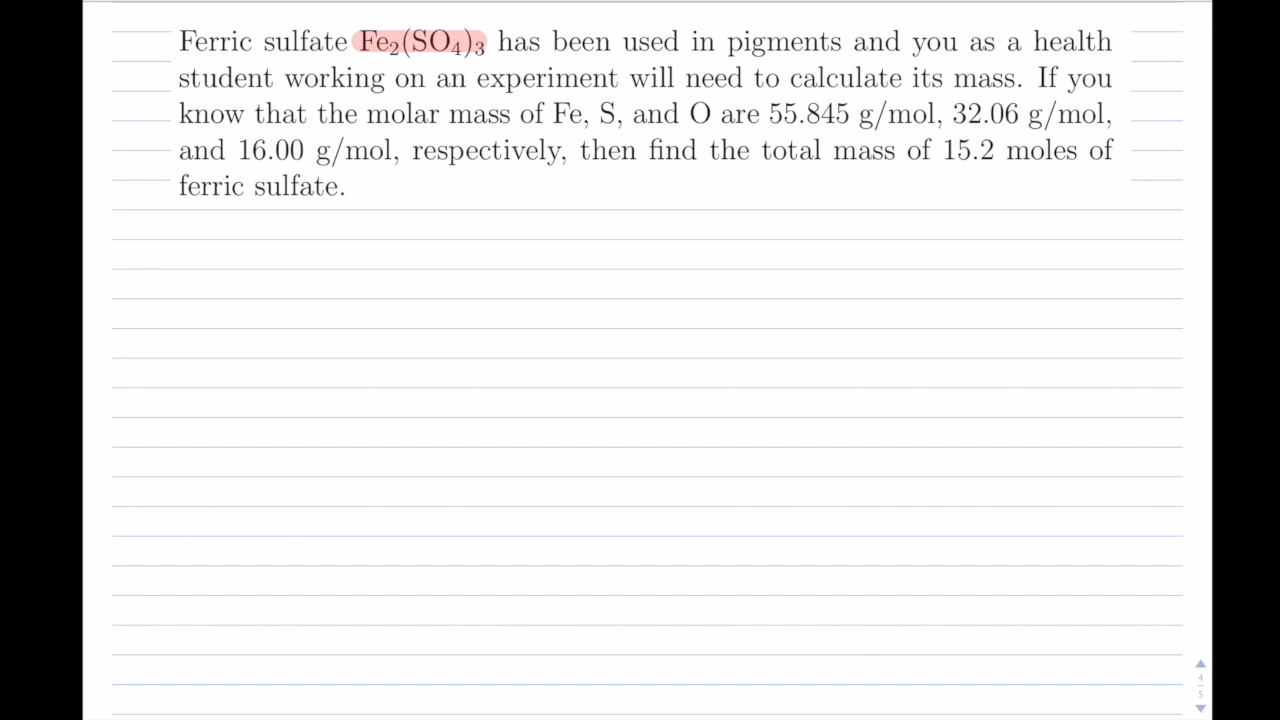 Ferric sulfate Fe₂(SO₄)₃ has been used in pigments and you as a health
student working on an experiment will need to calculate its mass. If you
know that the molar mass of Fe, S, and O are 55.845 g/mol, 32.06 g/mol,
and 16.00 g/mol, respectively, then find the total mass of 15.2 moles of
ferric sulfate.
4
5